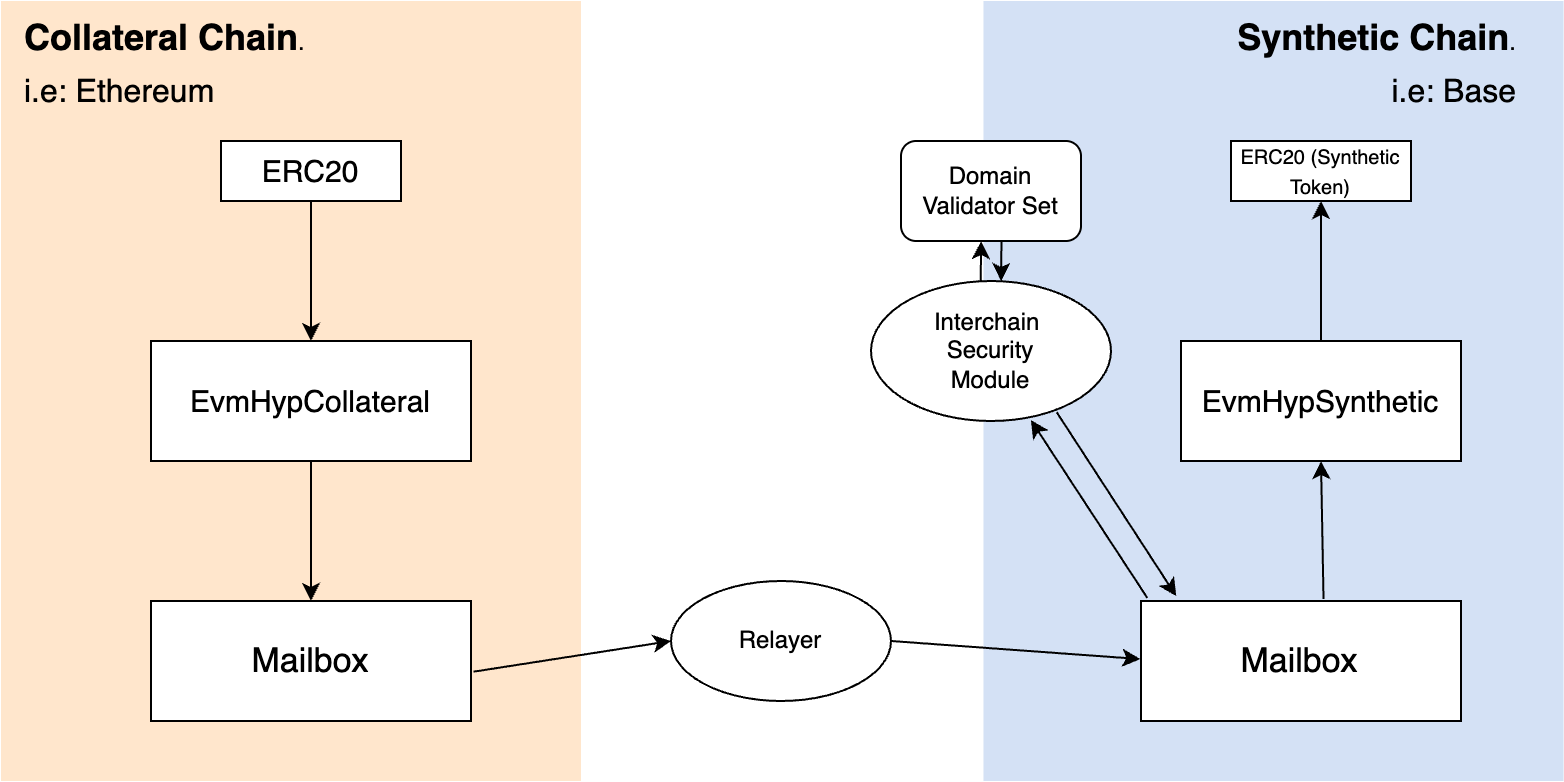 Collateral Chain.
i.e: Ethereum
ERC20
EvmHypCollateral
Mailbox
Relayer
Domain
Validator Set
Interchain
Security
Module
Synthetic Chain.
i.e: Base
ERC20 (Synthetic
Token)
EvmHypSynthetic
Mailbox